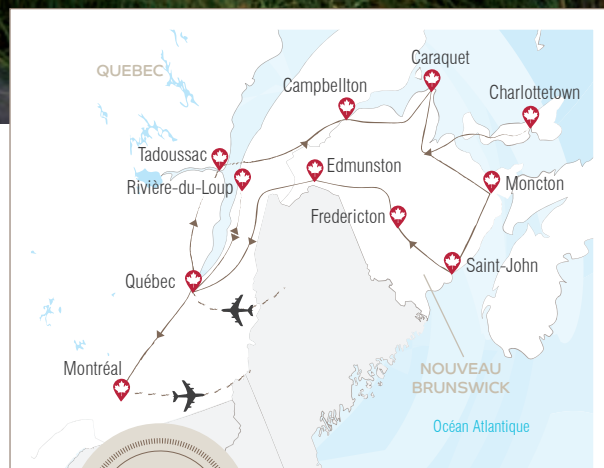 QUEBEC
Caraquet
Campbellton
Charlottetown
Tadoussac
Edmunston
Rivière-du-Loup
Moncton
Fredericton
Saint-John
Québec
Montréal
NOUVEAU
BRUNSWICK
Océan Atlantique